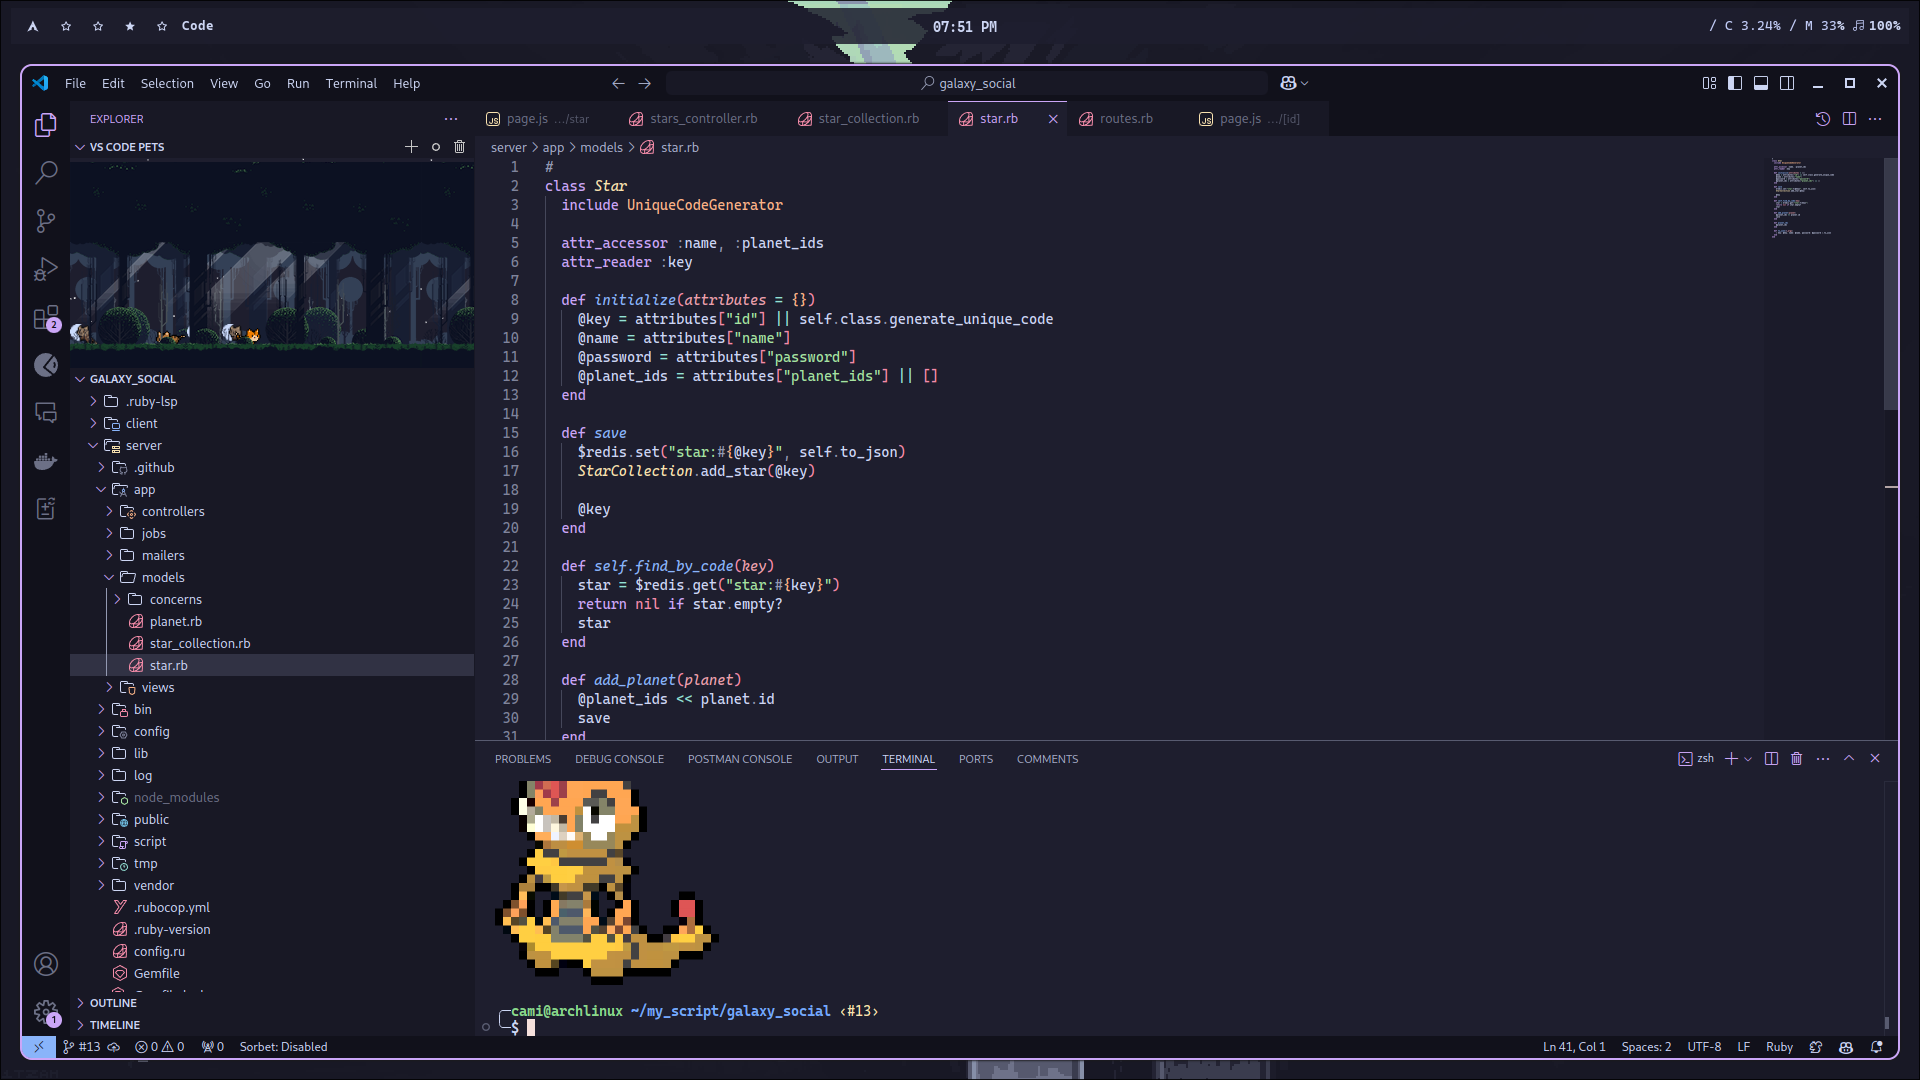 Code
07:51 PM
/ C 3.24% / M 33% 100%
File Edit Selection View Go Run Terminal Help
galaxy_social
EXPLORER
VS CODE PETS
page.js .../star
stars_controller.rb
star_collection.rb
star.rb
routes.rb
page.js .../[id]
server > app > models > star.rb
1 #
2 class Star
3 include UniqueCodeGenerator
4
5 attr_accessor :name, :planet_ids
6 attr_reader :key
7
8 def initialize(attributes = {})
9 @key = attributes["id"] || self.class.generate_unique_code
10 @name = attributes["name"]
11 @password = attributes["password"]
12 @planet_ids = attributes["planet_ids"] || []
13 end
14
15 def save
16 $redis.set("star:#{@key}", self.to_json)
17 StarCollection.add_star(@key)
18
19 @key
20 end
21
22 def self.find_by_code(key)
23 star = $redis.get("star:#{key}")
24 return nil if star.empty?
25 star
26 end
27
28 def add_planet(planet)
29 @planet_ids << planet.id
30 save
31 end
GALAXY_SOCIAL
.ruby-lsp
client
server
.github
app
controllers
jobs
mailers
models
concerns
planet.rb
star_collection.rb
star.rb
views
bin
config
lib
log
node_modules
public
script
tmp
vendor
.rubocop.yml
.ruby-version
config.ru
Gemfile
OUTLINE
TIMELINE
PROBLEMS DEBUG CONSOLE POSTMAN CONSOLE OUTPUT TERMINAL PORTS COMMENTS
zsh
cami@archlinux ~/my_script/galaxy_social ‹#13›
$
2
1
#13 0 0 0 Sorbet: Disabled
Ln 41, Col 1 Spaces: 2 UTF-8 LF Ruby